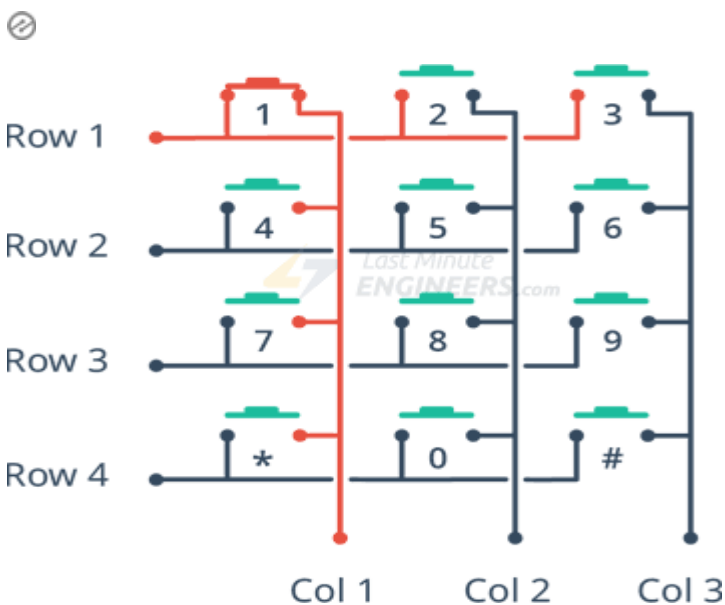 Row 1 1 2 3
Row 2 4 5 6
Last Minute
ENGINEERS.com
Row 3 7 8 9
Row 4 * 0 #
Col 1 Col 2 Col 3